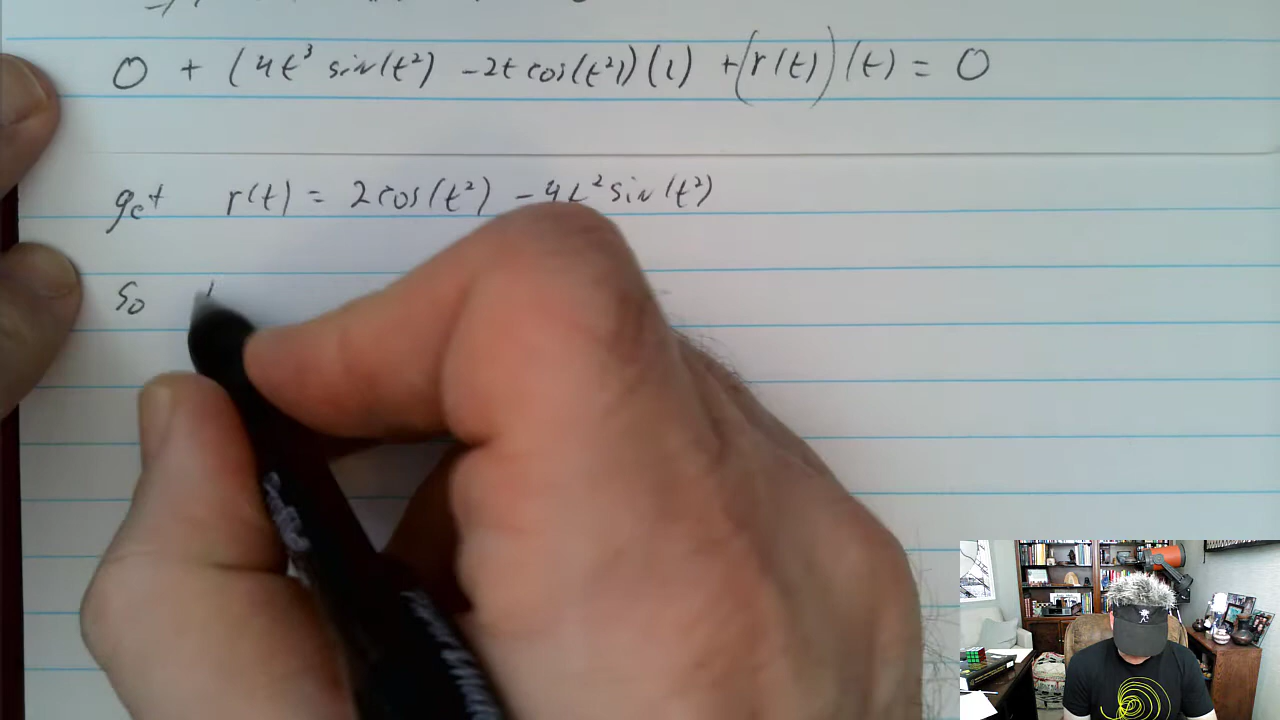 0 + (4t³ sin(t²) - 2t cos(t²))(1) + (r(t))(t) = 0
get r(t) = 2cos(t²) - 4t² sin(t²)
So